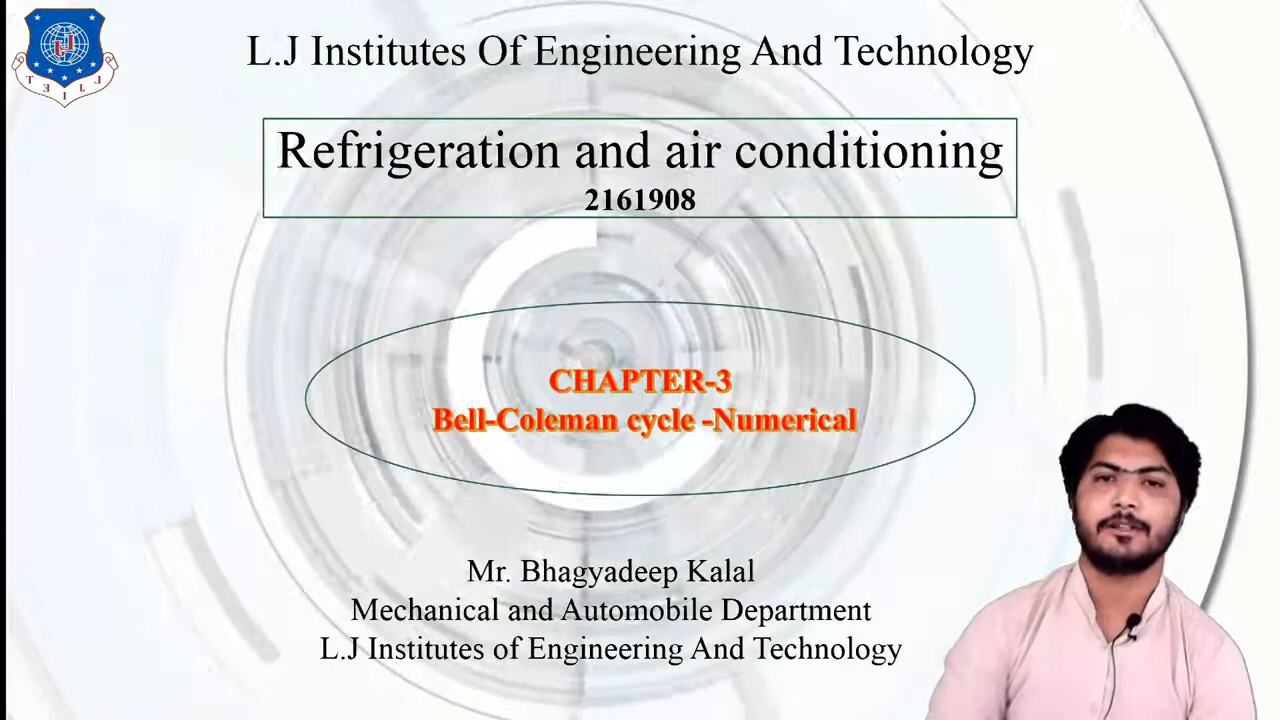 L.J Institutes Of Engineering And Technology
Refrigeration and air conditioning
2161908
CHAPTER-3
Bell-Coleman cycle -Numerical
Mr. Bhagyadeep Kalal
Mechanical and Automobile Department
L.J Institutes of Engineering And Technology